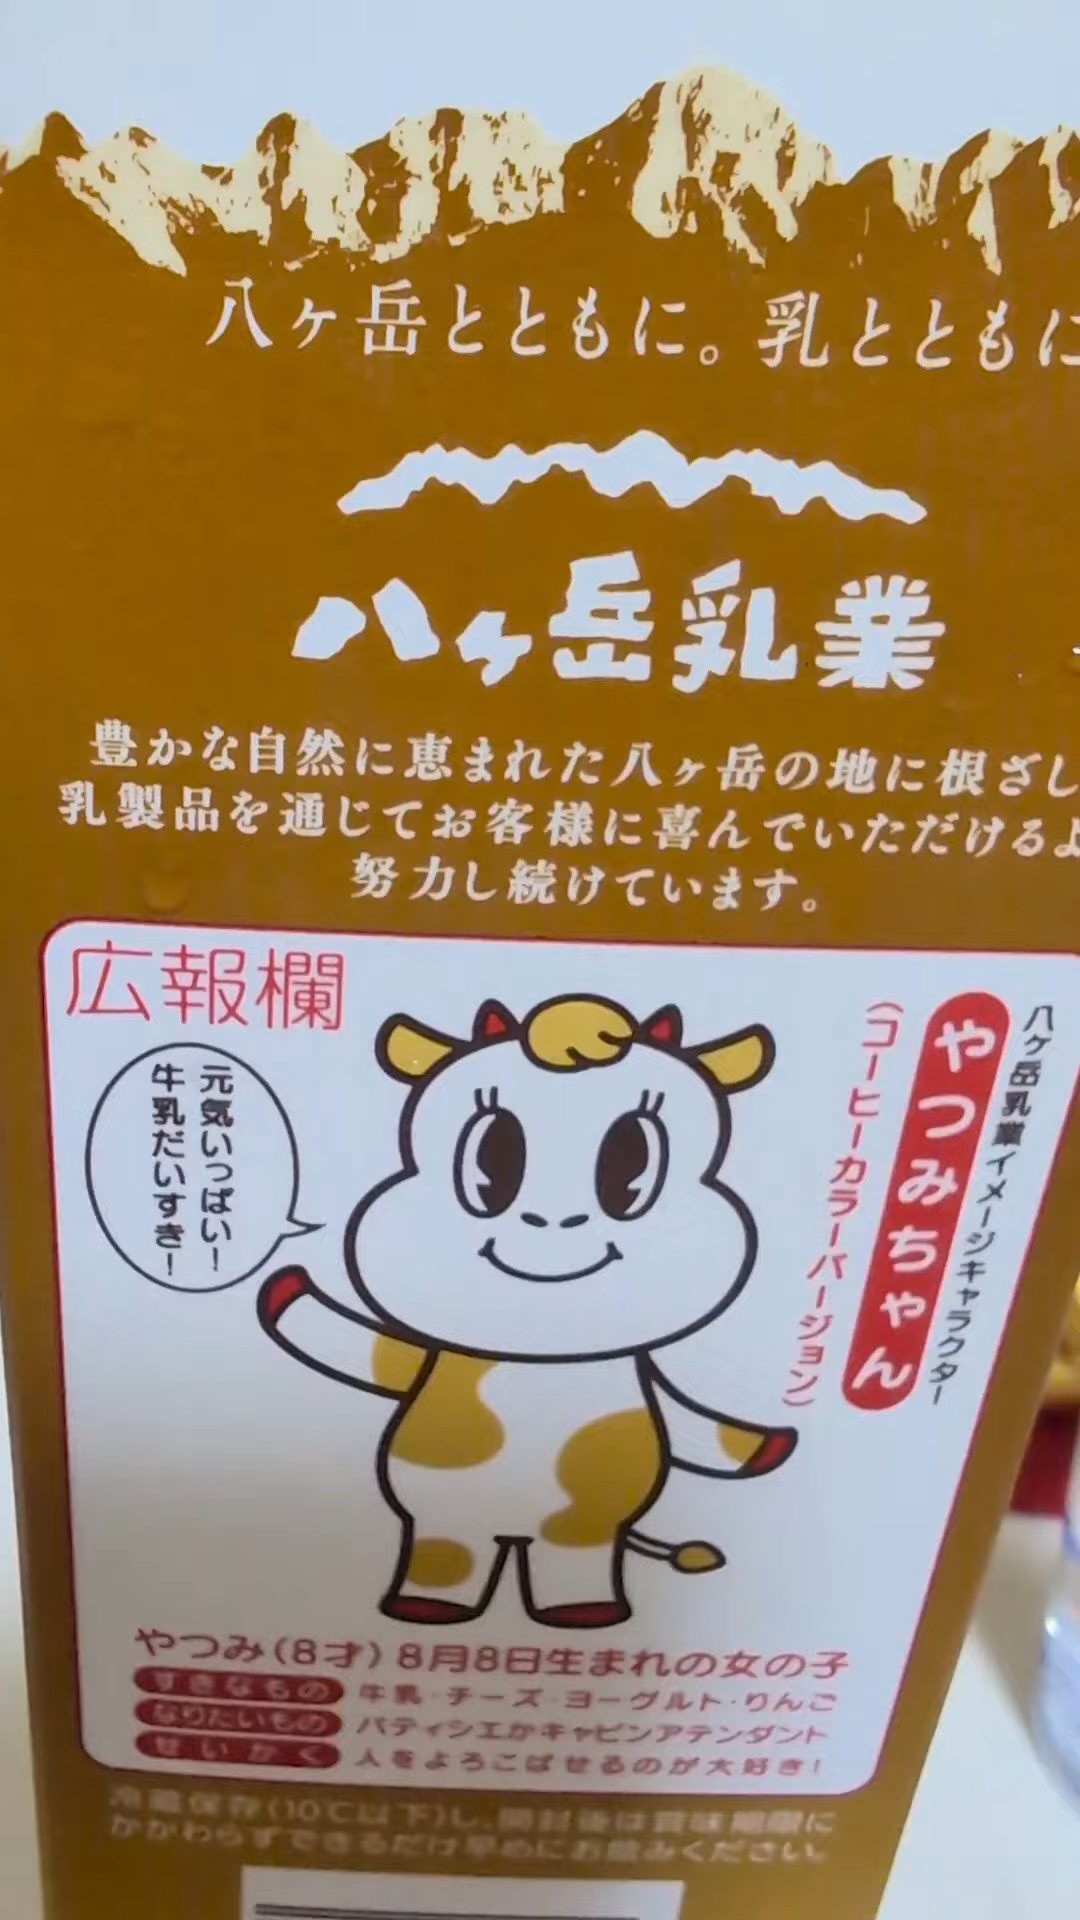 八ヶ岳とともに。乳とともに
八ヶ岳乳業
豊かな自然に恵まれた八ヶ岳の地に根ざし
乳製品を通じてお客様に喜んでいただけるよ
努力し続けています。
広報欄
元気いっぱい!
牛乳だいすき!
八ヶ岳乳業イメージキャラクター
やつみちゃん
(コーヒーカラーバージョン)
やつみ(8才)8月8日生まれの女の子
すきなもの 牛乳・チーズ・ヨーグルト・りんご
なりたいもの パティシエかキャビンアテンダント
せいかく 人をよろこばせるのが大好き!
冷蔵保存(10℃以下)し、開封後は賞味期限に
かかわらずできるだけ早めにお飲みください。